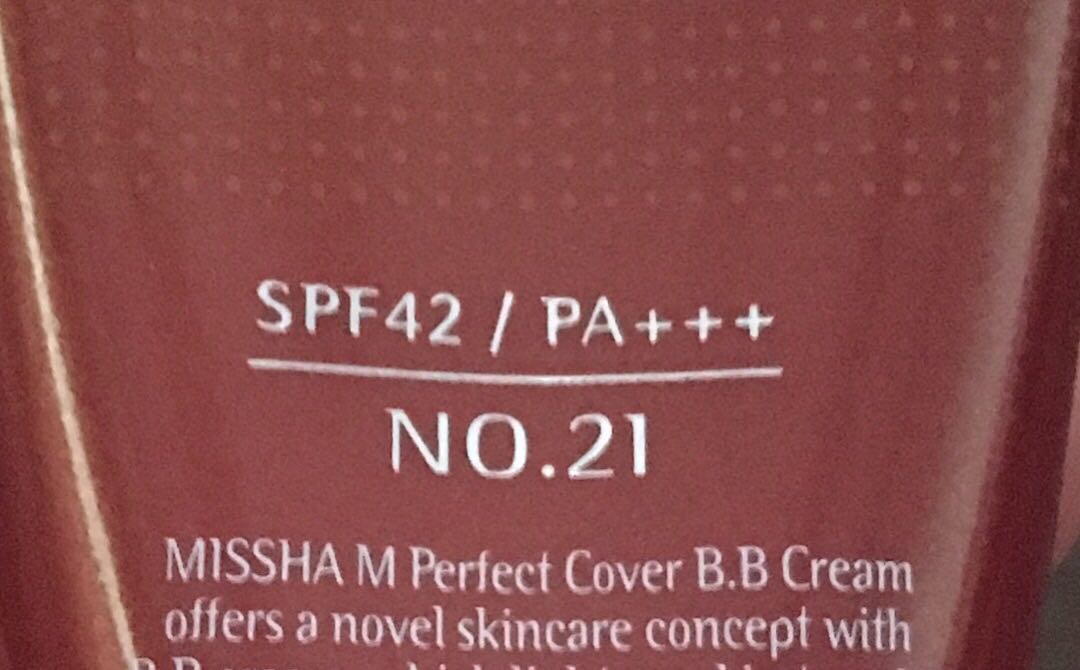 SPF42 / PA+++
NO.21
MISSHA M Perfect Cover B.B Cream
offers a novel skincare concept with